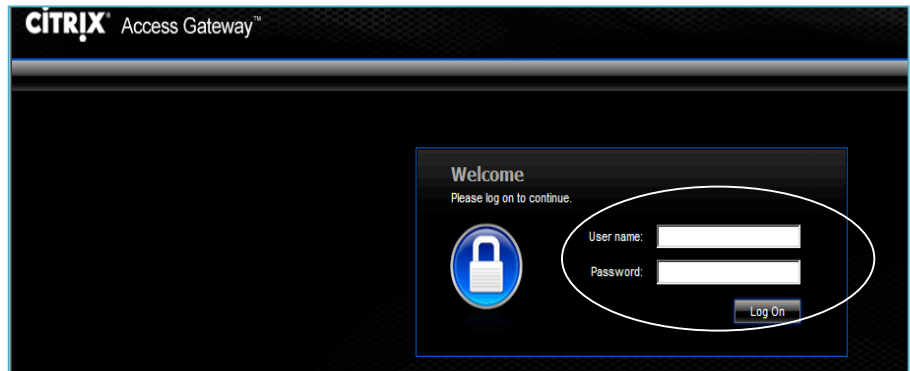 CITRIX® Access Gateway™
Welcome
Please log on to continue.
User name:
Password:
Log On